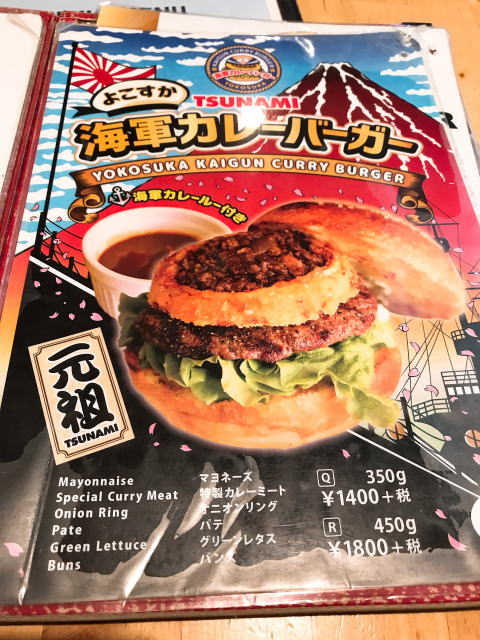 YOKOSUKA
よこすか
TSUNAMI
海軍カレーバーガー
YOKOSUKA KAIGUN CURRY BURGER
海軍カレールー付き
元祖
TSUNAMI
Mayonnaise マヨネーズ
Special Curry Meat 特製カレーミート
Onion Ring オニオンリング
Pate パテ
Green Lettuce グリーンレタス
Buns バンズ
Q 350g
¥1400+税
R 450g
¥1800+税